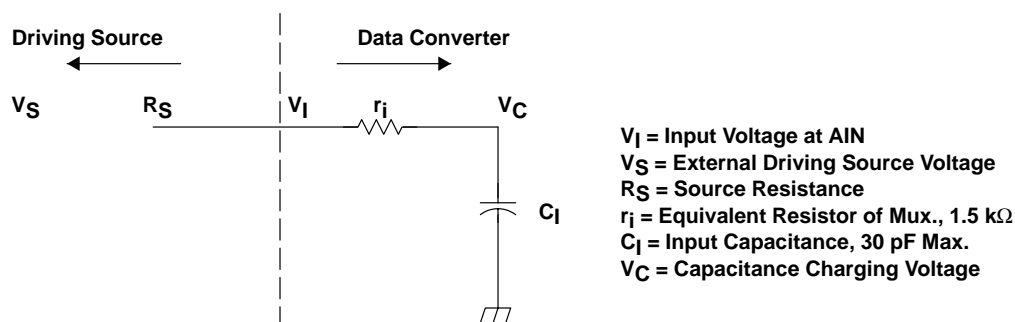 Driving Source
Data Converter
VS
RS
VI
ri
VC
CI
VI = Input Voltage at AIN
VS = External Driving Source Voltage
RS = Source Resistance
ri = Equivalent Resistor of Mux., 1.5 kΩ
CI = Input Capacitance, 30 pF Max.
VC = Capacitance Charging Voltage